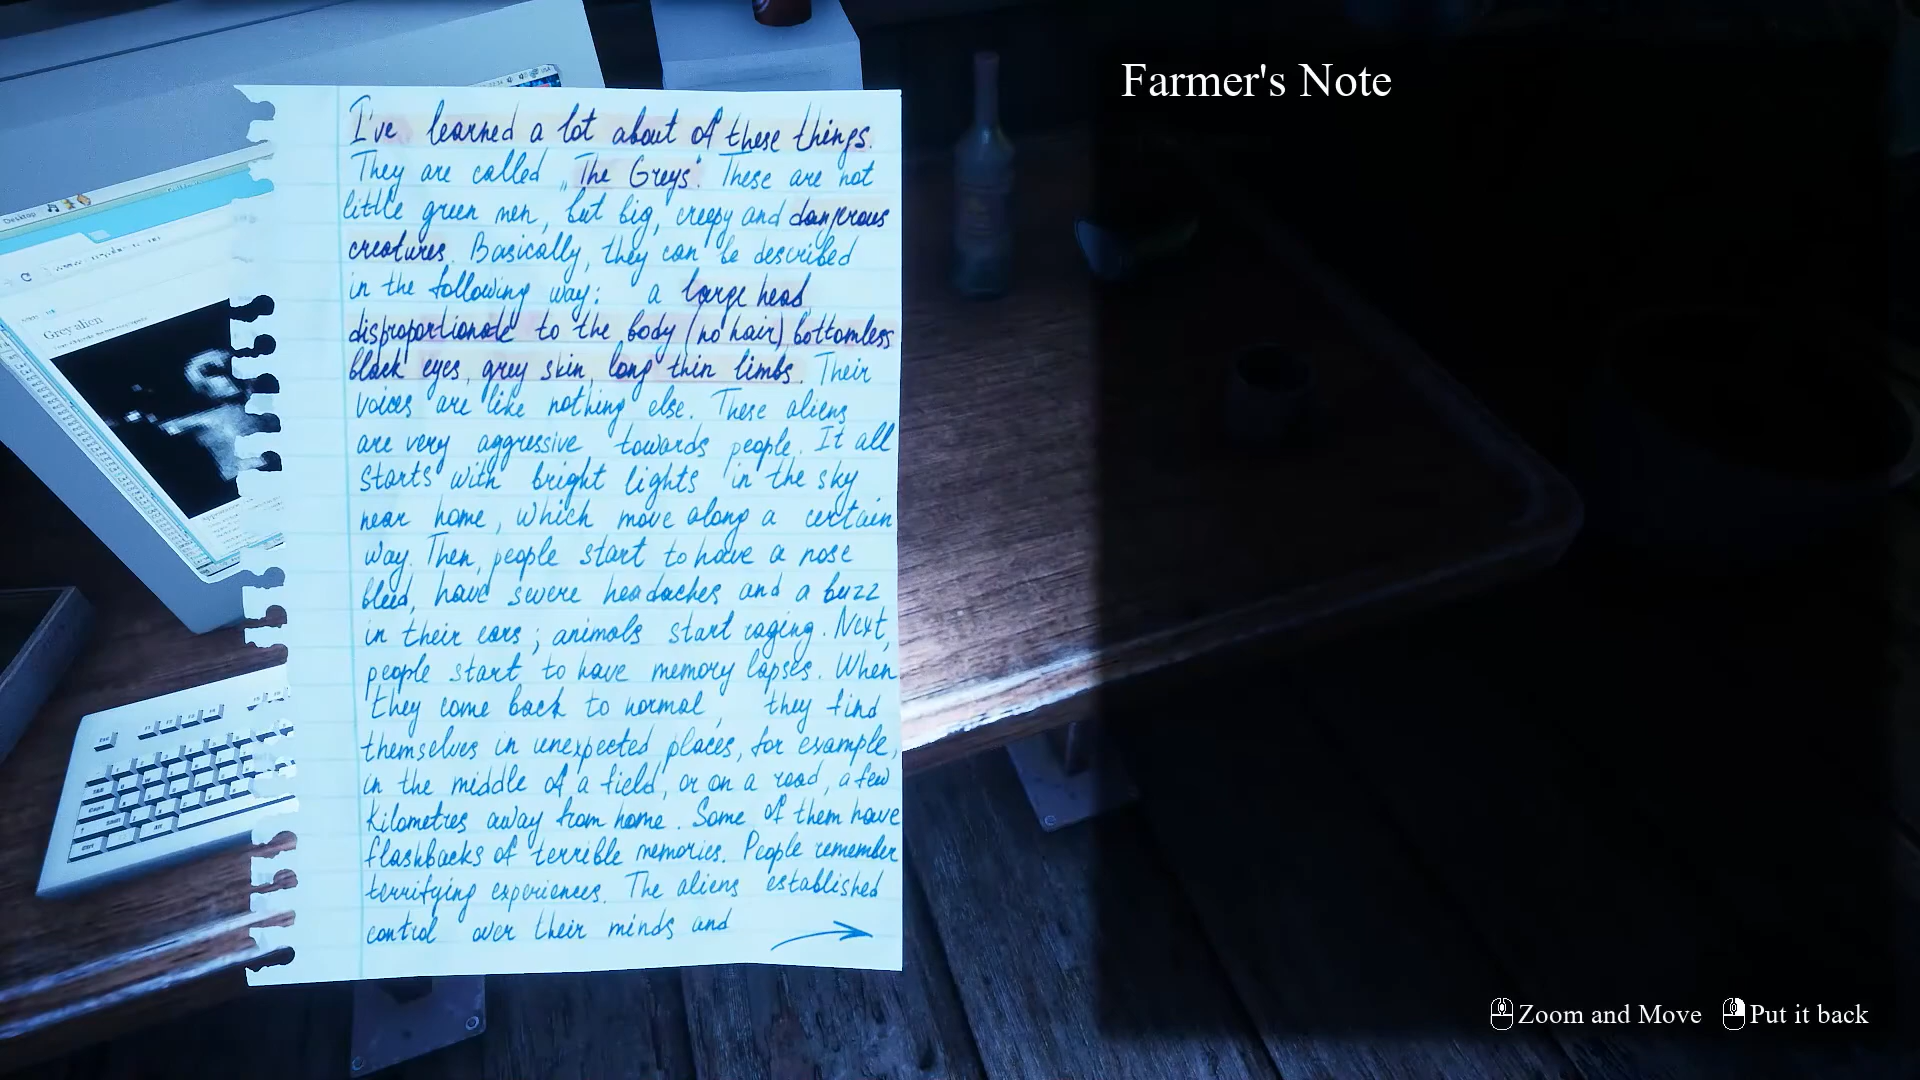 Farmer's Note
I've learned a lot about of these things.
They are called „The Greys". These are not
little green men, but big, creepy and dangerous
creatures. Basically, they can be described
in the following way: a large head
disproportionate to the body (no hair), bottomless
black eyes, grey skin, long thin limbs. Their
voices are like nothing else. These aliens
are very aggressive towards people. It all
starts with bright lights in the sky
near home, which move along a certain
way. Then, people start to have a nose
bleed, have severe headaches and a buzz
in their ears; animals start raging. Next,
people start to have memory lapses. When
they come back to normal, they find
themselves in unexpected places, for example,
in the middle of a field, or on a road, a few
kilometres away from home. Some of them have
flashbacks of terrible memories. People remember
terrifying experiences. The aliens established
control over their minds and
Desktop
Grey alien
Zoom and Move
Put it back